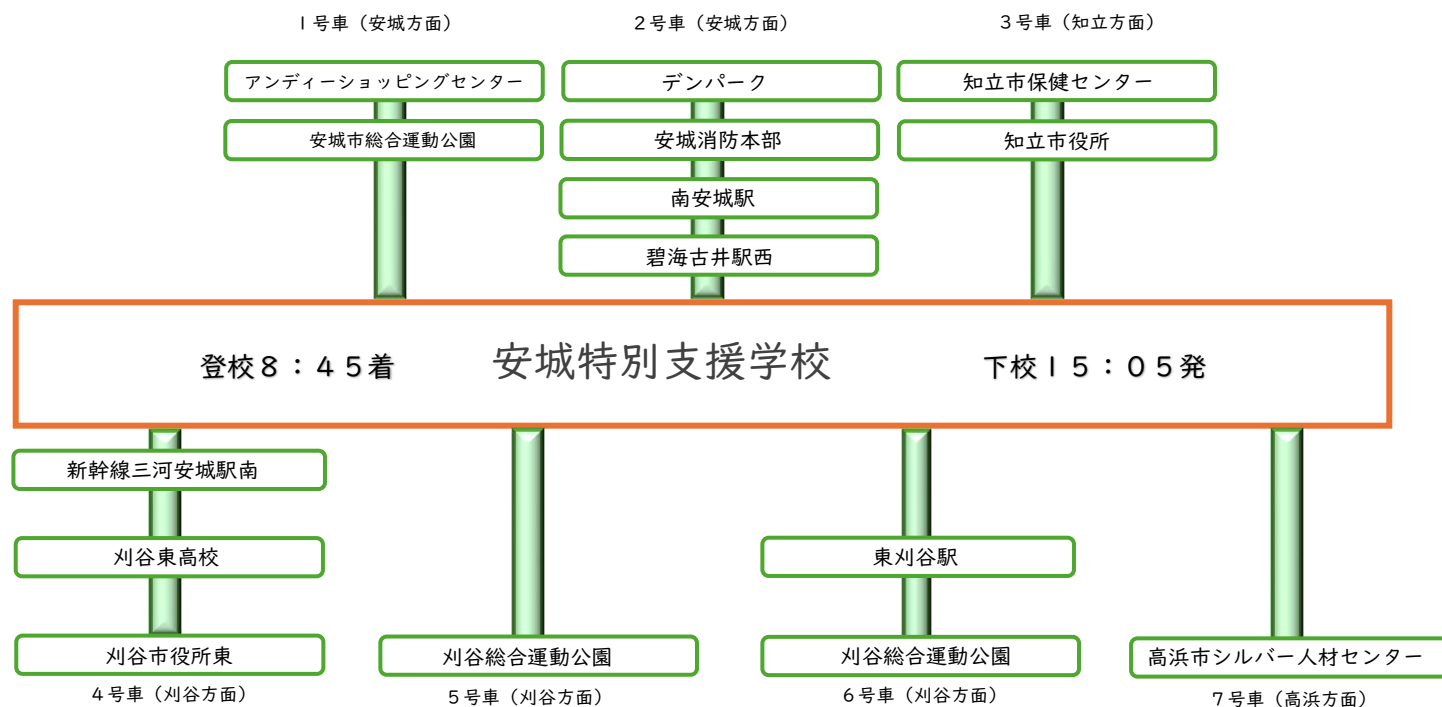 1号車（安城方面）
2号車（安城方面）
3号車（知立方面）
アンディーショッピングセンター
デンパーク
知立市保健センター
安城市総合運動公園
安城消防本部
知立市役所
南安城駅
碧海古井駅西
登校8：45着
安城特別支援学校
下校15：05発
新幹線三河安城駅南
刈谷東高校
東刈谷駅
刈谷市役所東
刈谷総合運動公園
刈谷総合運動公園
高浜市シルバー人材センター
4号車（刈谷方面）
5号車（刈谷方面）
6号車（刈谷方面）
7号車（高浜方面）